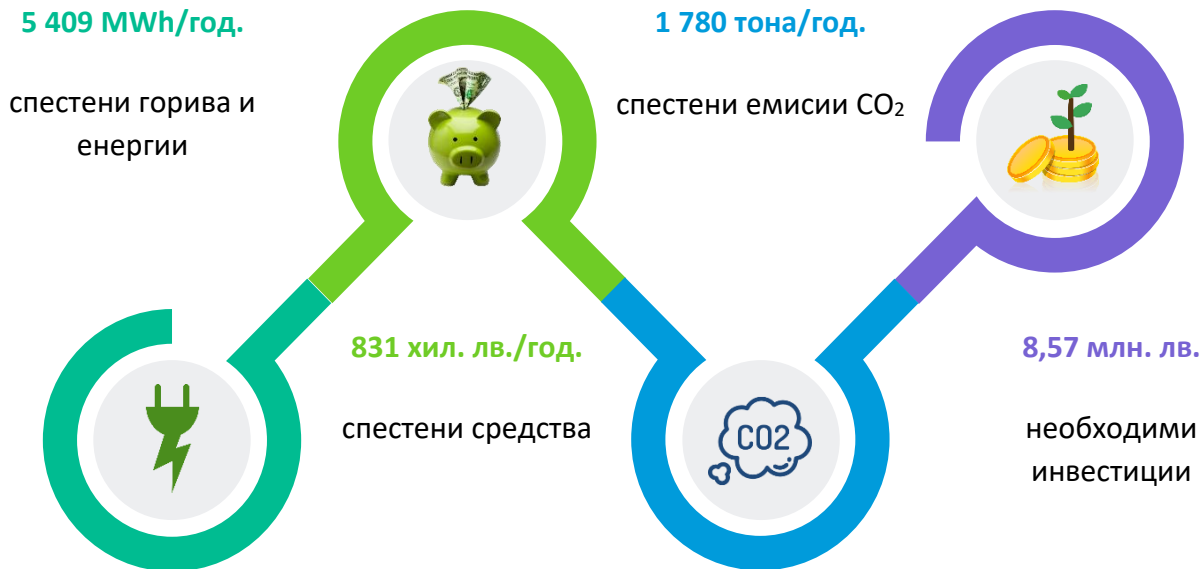 5 409 MWh/год.
спестени горива и
енергии
831 хил. лв./год.
спестени средства
1 780 тона/год.
спестени емисии CO₂
CO2
8,57 млн. лв.
необходими
инвестиции